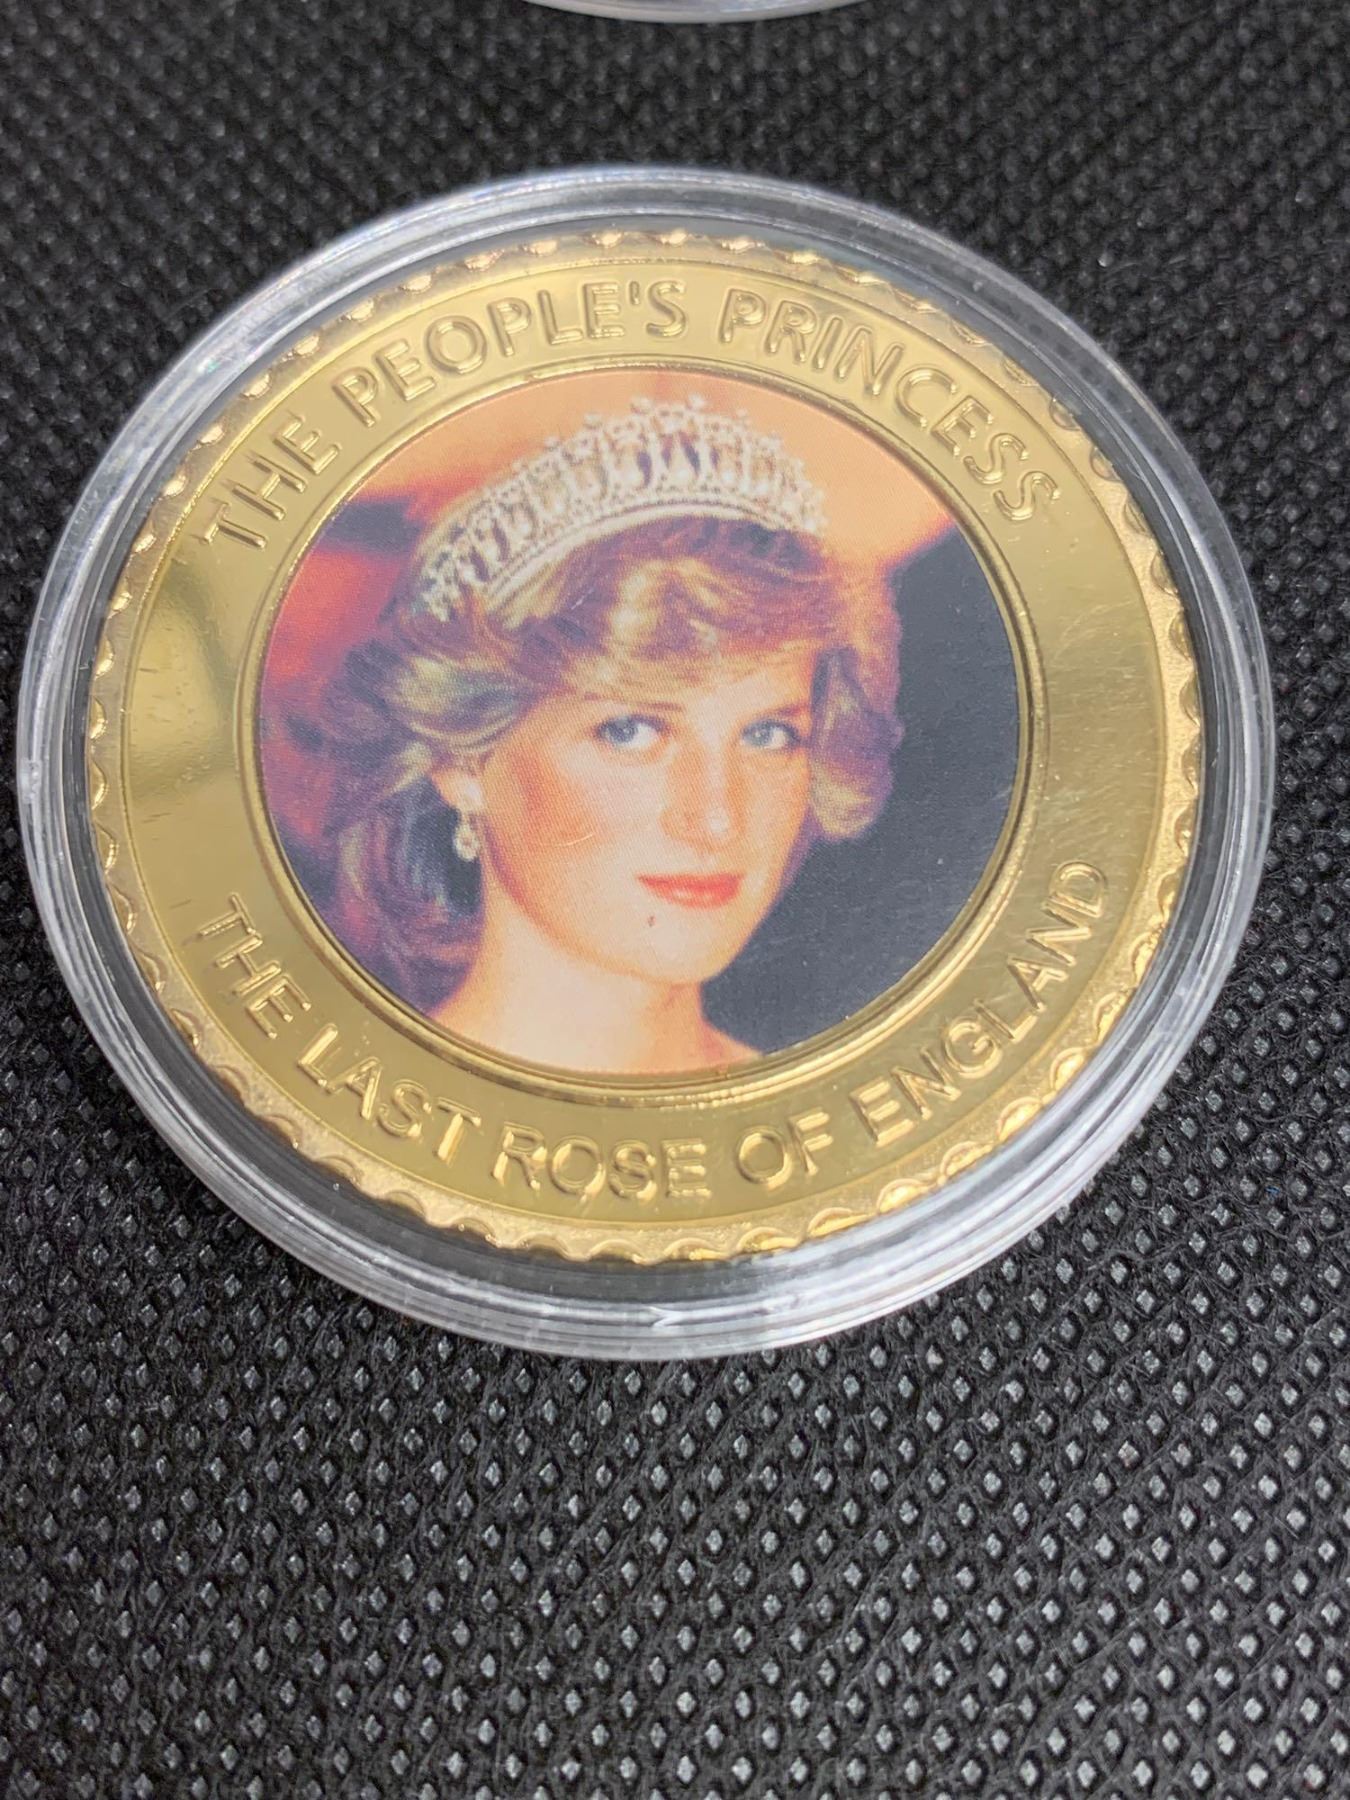 THE PEOPLE'S PRINCESS
THE LAST ROSE OF ENGLAND